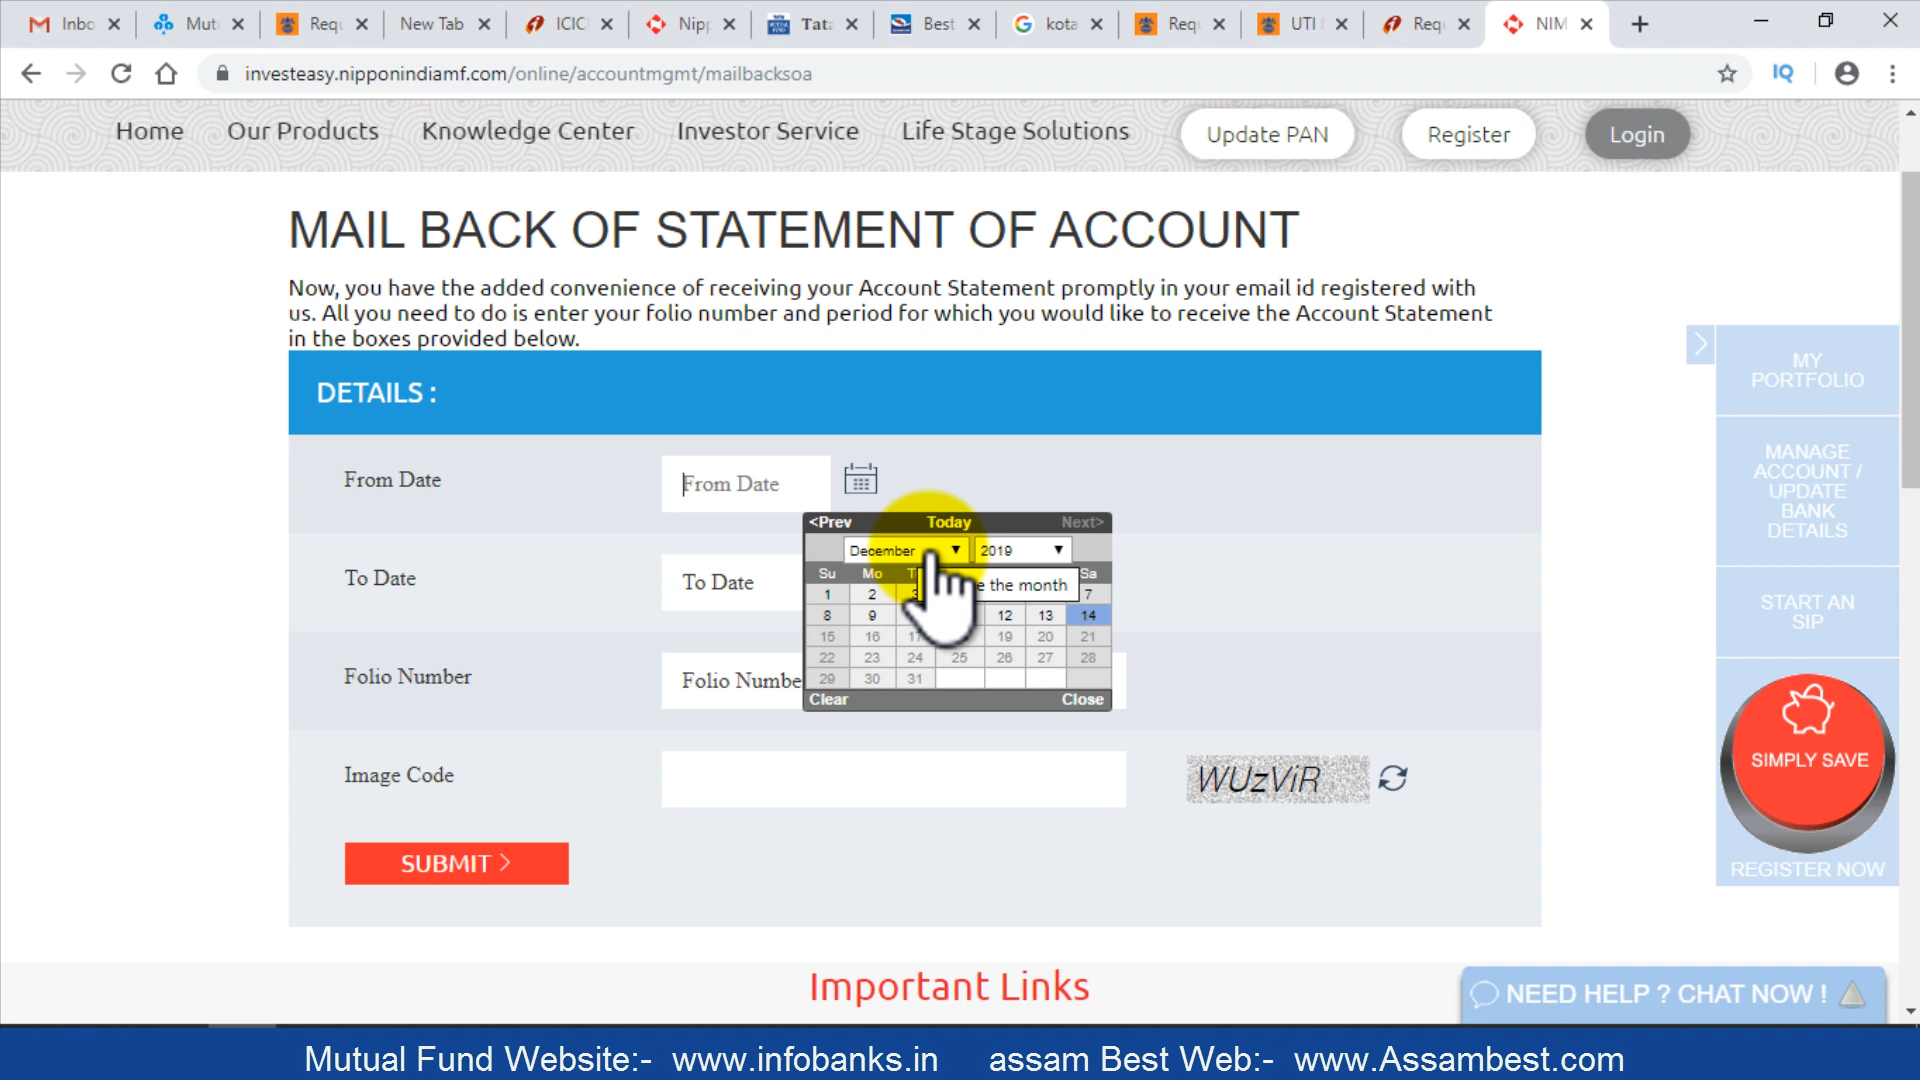 Inbo
Mut
Requ
New Tab
ICIC
Nipp
Tata
Best
kota
Requ
UTI
Requ
NIM
investeasy.nipponindiamf.com/online/accountmgmt/mailbacksoa
IQ
Home Our Products Knowledge Center Investor Service Life Stage Solutions Update PAN Register Login
MAIL BACK OF STATEMENT OF ACCOUNT
Now, you have the added convenience of receiving your Account Statement promptly in your email id registered with
us. All you need to do is enter your folio number and period for which you would like to receive the Account Statement
in the boxes provided below.
DETAILS :
From Date From Date
<Prev Today Next>
December 2019
Su Mo Sa
e the month
1 2 7
8 9 12 13 14
15 16 17 19 20 21
22 23 24 25 26 27 28
29 30 31
Clear Close
To Date To Date
Folio Number Folio Numbe
Image Code WUzViR
SUBMIT >
MY
PORTFOLIO
MANAGE
ACCOUNT /
UPDATE
BANK
DETAILS
START AN
SIP
SIMPLY SAVE
REGISTER NOW
Important Links
NEED HELP ? CHAT NOW !
Mutual Fund Website:- www.infobanks.in assam Best Web:- www.Assambest.com